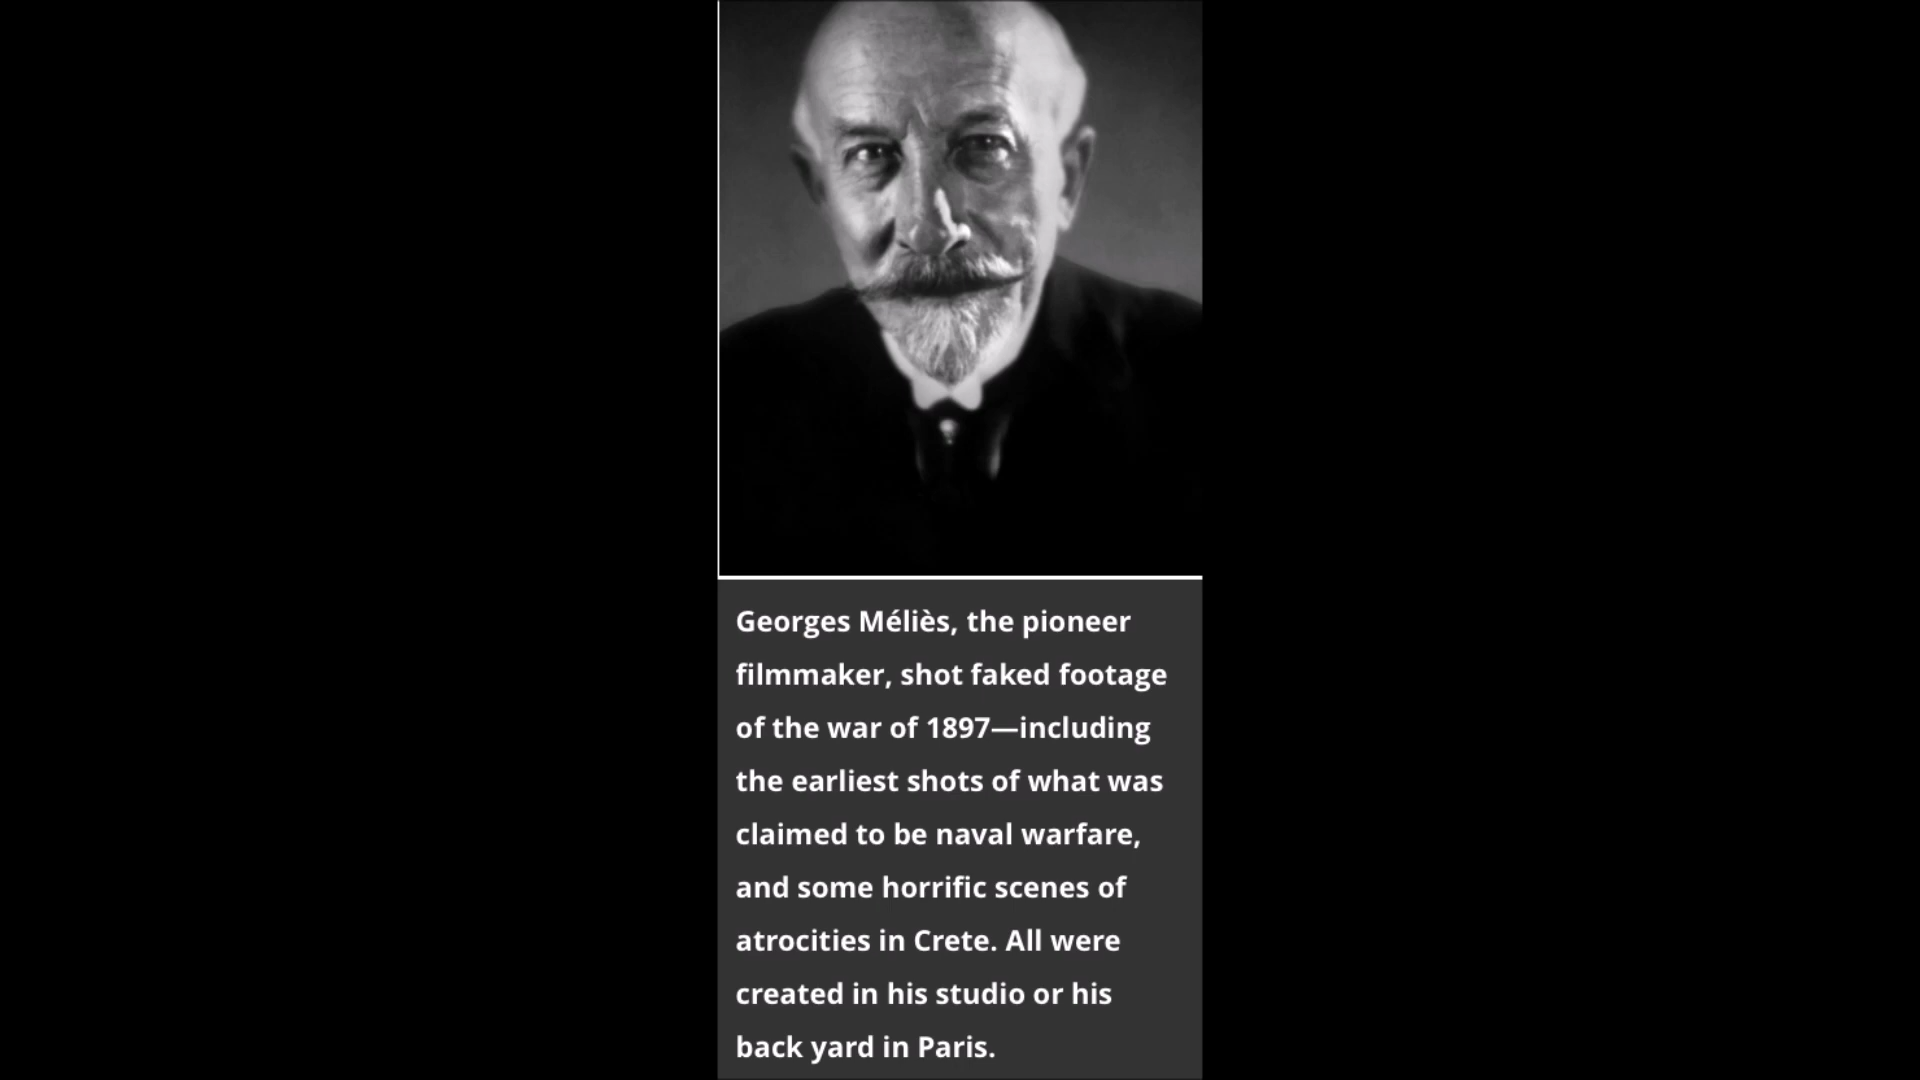 Georges Méliès, the pioneer
filmmaker, shot faked footage
of the war of 1897—including
the earliest shots of what was
claimed to be naval warfare,
and some horrific scenes of
atrocities in Crete. All were
created in his studio or his
back yard in Paris.